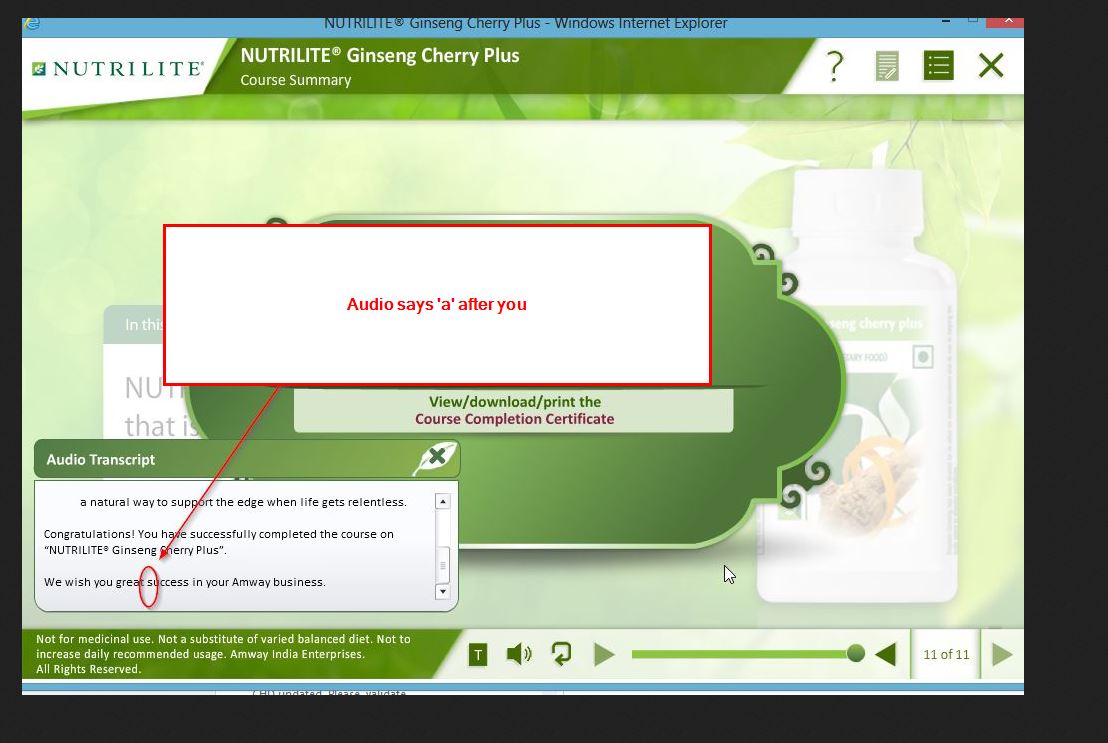 NUTRILITE® Ginseng Cherry Plus - Windows Internet Explorer
NUTRILITE®
NUTRILITE® Ginseng Cherry Plus
Course Summary
?
Audio says 'a' after you
In this
seng cherry plus
TARY FOOD)
NUTR
that is
View/download/print the
Course Completion Certificate
Audio Transcript
a natural way to support the edge when life gets relentless.
Congratulations! You have successfully completed the course on
“NUTRILITE® Ginseng Cherry Plus”.
We wish you great success in your Amway business.
Not for medicinal use. Not a substitute of varied balanced diet. Not to
increase daily recommended usage. Amway India Enterprises.
All Rights Reserved.
T
11 of 11
CHD updated. Please, validate